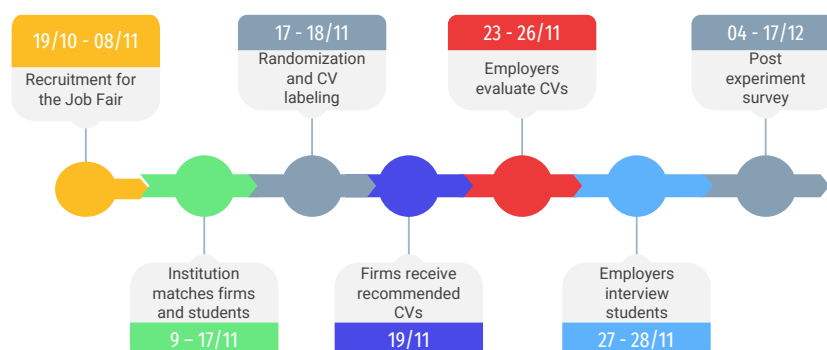 19/10 - 08/11
Recruitment for
the Job Fair
17 - 18/11
Randomization
and CV
labeling
23 - 26/11
Employers
evaluate CVs
04 - 17/12
Post
experiment
survey
Institution
matches firms
and students
9 – 17/11
Firms receive
recommended
CVs
19/11
Employers
interview
students
27 - 28/11